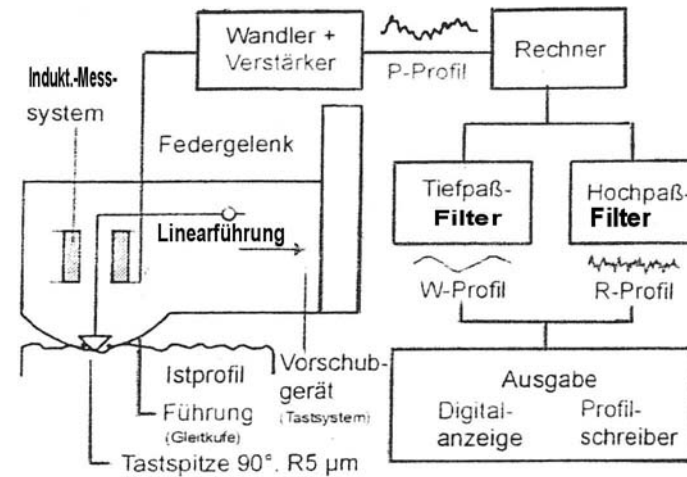 Wandler +
Verstärker
P-Profil
Rechner
Indukt.-Mess-
system
Federgelenk
Linearführung
Tiefpaß-
Filter
Hochpaß-
Filter
W-Profil
R-Profil
Istprofil
Führung
(Gleitkufe)
Vorschub-
gerät
(Tastsystem)
Tastspitze 90°. R5 µm
Ausgabe
Digital-
anzeige
Profil-
schreiber